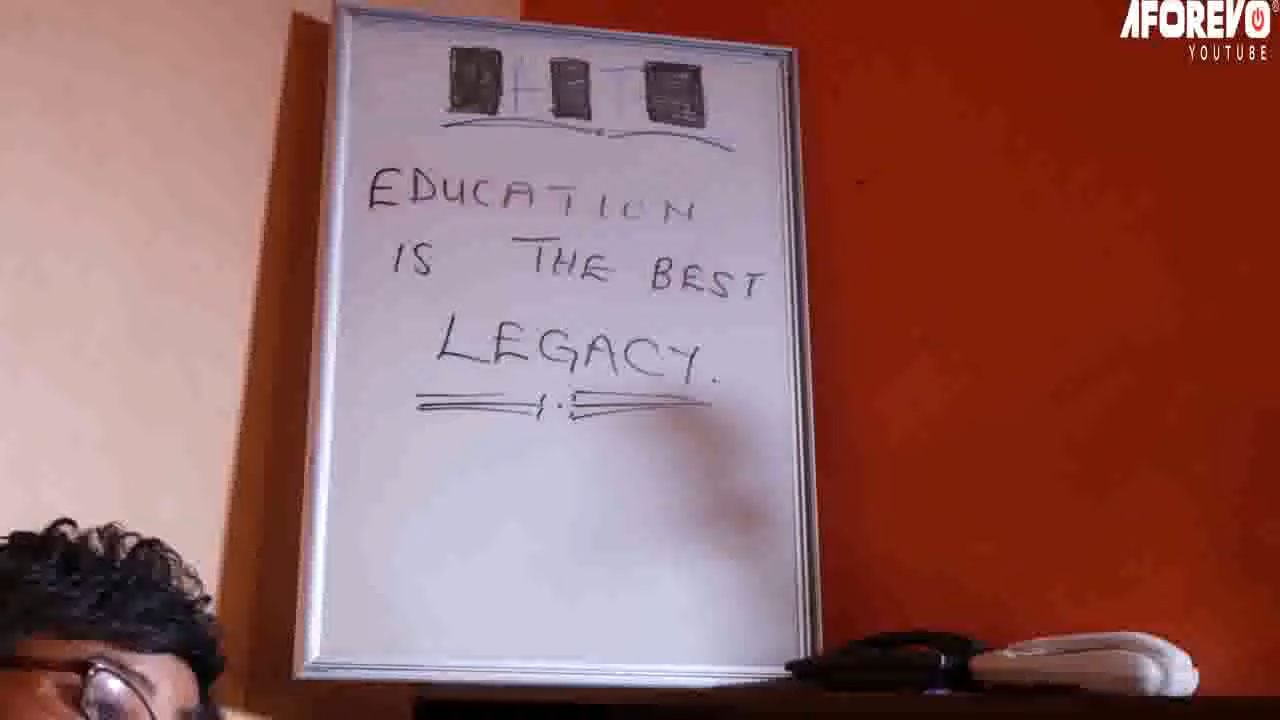 AFOREVO
YOUTUBE
EDUCATION
IS THE BEST
LEGACY.